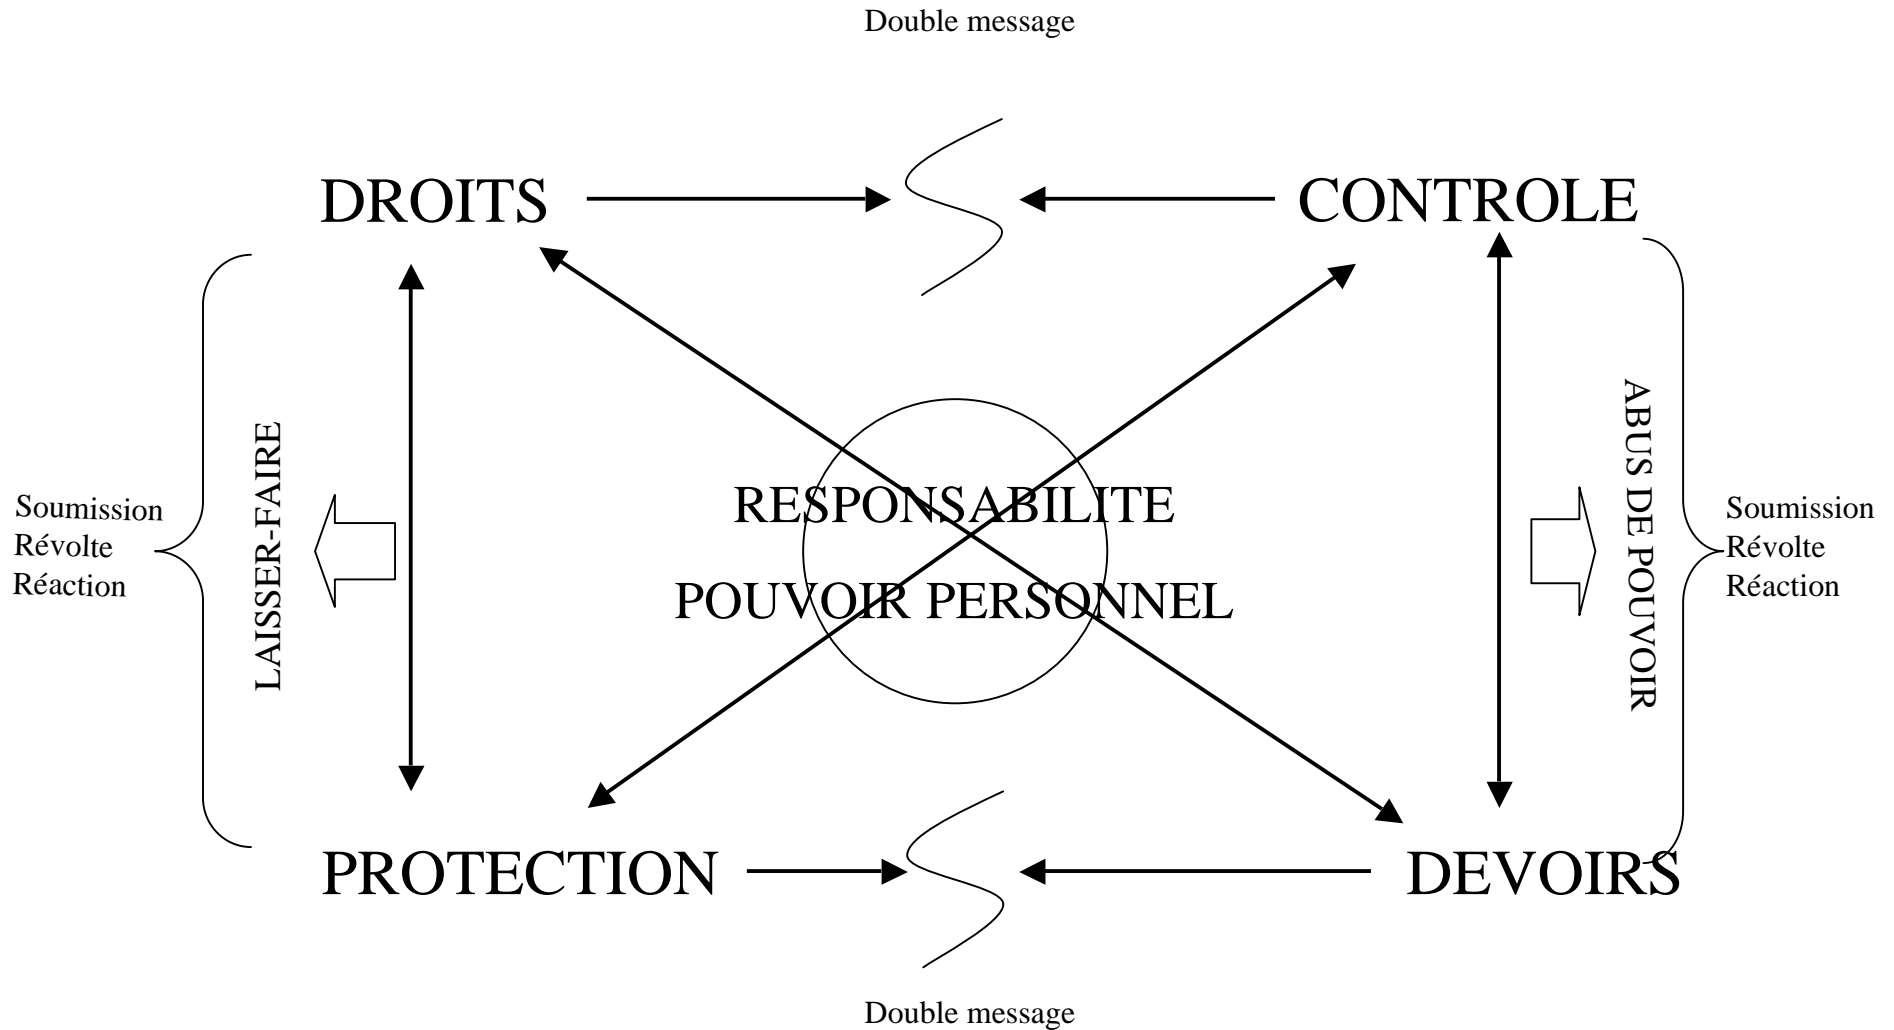 Double message
DROITS
CONTROLE
Soumission
Révolte
Réaction
LAISSER-FAIRE
RESPONSABILITE
POUVOIR PERSONNEL
ABUS DE POUVOIR
Soumission
Révolte
Réaction
PROTECTION
DEVOIRS
Double message